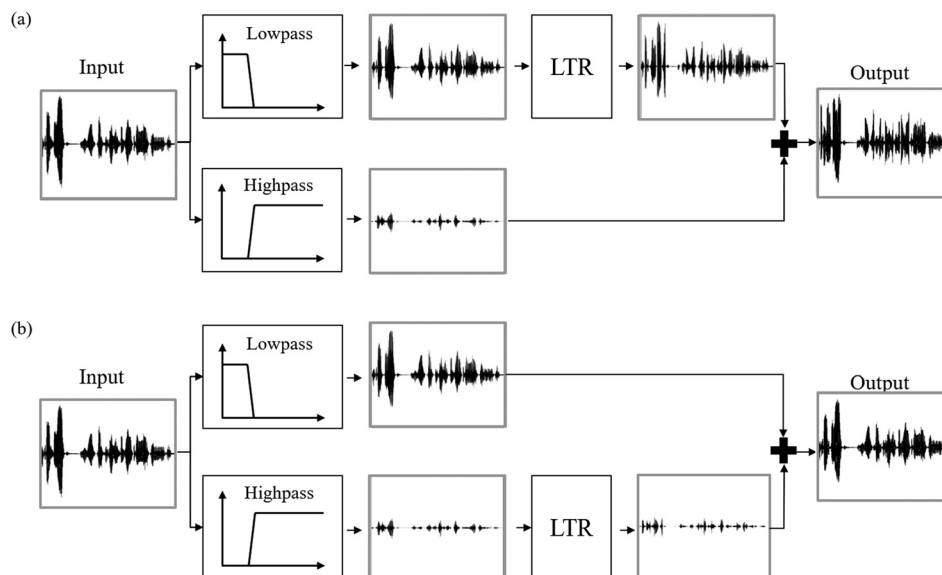 (a)
Input
Lowpass
LTR
Output
Highpass
(b)
Input
Lowpass
Output
Highpass
LTR